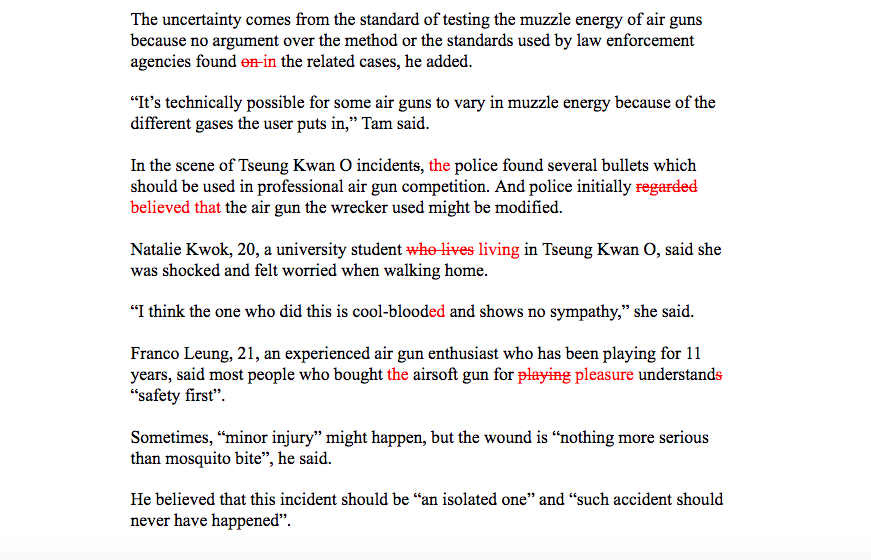 The uncertainty comes from the standard of testing the muzzle energy of air guns
because no argument over the method or the standards used by law enforcement
agencies found on in the related cases, he added.
“It’s technically possible for some air guns to vary in muzzle energy because of the
different gases the user puts in,” Tam said.
In the scene of Tseung Kwan O incidents, the police found several bullets which
should be used in professional air gun competition. And police initially regarded
believed that the air gun the wrecker used might be modified.
Natalie Kwok, 20, a university student who lives living in Tseung Kwan O, said she
was shocked and felt worried when walking home.
“I think the one who did this is cool-blooded and shows no sympathy,” she said.
Franco Leung, 21, an experienced air gun enthusiast who has been playing for 11
years, said most people who bought the airsoft gun for playing pleasure understands
“safety first”.
Sometimes, “minor injury” might happen, but the wound is “nothing more serious
than mosquito bite”, he said.
He believed that this incident should be “an isolated one” and “such accident should
never have happened”.